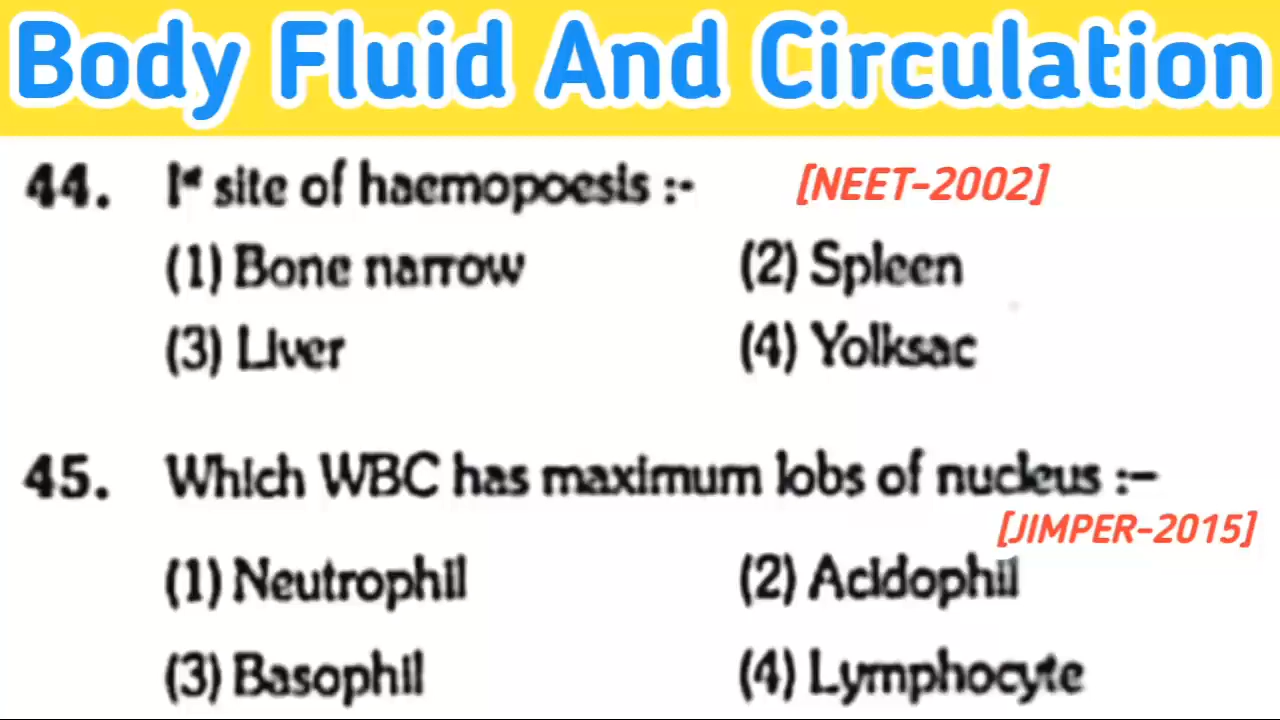 Body Fluid And Circulation
44. Ist site of haemopoesis :- [NEET-2002]
(1) Bone narrow (2) Spleen
(3) Liver (4) Yolksac
45. Which WBC has maximum lobs of nucleus :–
[JIMPER-2015]
(1) Neutrophil (2) Acidophil
(3) Basophil (4) Lymphocyte